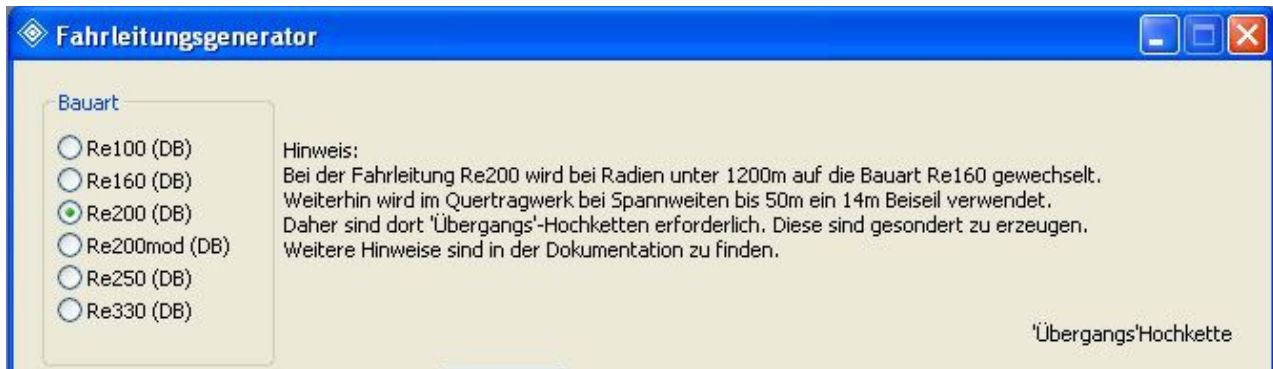 Fahrleitungsgenerator
Bauart
Re100 (DB)
Re160 (DB)
Re200 (DB)
Re200mod (DB)
Re250 (DB)
Re330 (DB)
Hinweis:
Bei der Fahrleitung Re200 wird bei Radien unter 1200m auf die Bauart Re160 gewechselt.
Weiterhin wird im Quertragwerk bei Spannweiten bis 50m ein 14m Beiseil verwendet.
Daher sind dort 'Übergangs'-Hochketten erforderlich. Diese sind gesondert zu erzeugen.
Weitere Hinweise sind in der Dokumentation zu finden.
'Übergangs'Hochkette